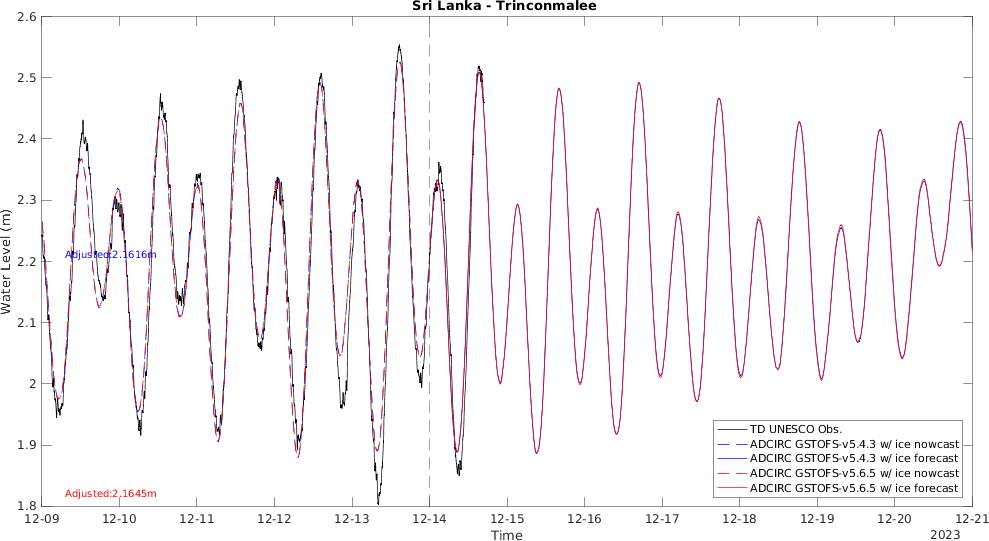 Sri Lanka - Trinconmalee
2.6
2.5
2.4
2.3
2.2
2.1
2
1.9
1.8
Water Level (m)
Adjusted:2.1616m
Adjusted:2.1645m
TD UNESCO Obs.
ADCIRC GSTOFS-v5.4.3 w/ ice nowcast
ADCIRC GSTOFS-v5.4.3 w/ ice forecast
ADCIRC GSTOFS-v5.6.5 w/ ice nowcast
ADCIRC GSTOFS-v5.6.5 w/ ice forecast
12-09 12-10 12-11 12-12 12-13 12-14 12-15 12-16 12-17 12-18 12-19 12-20 12-21
Time
2023